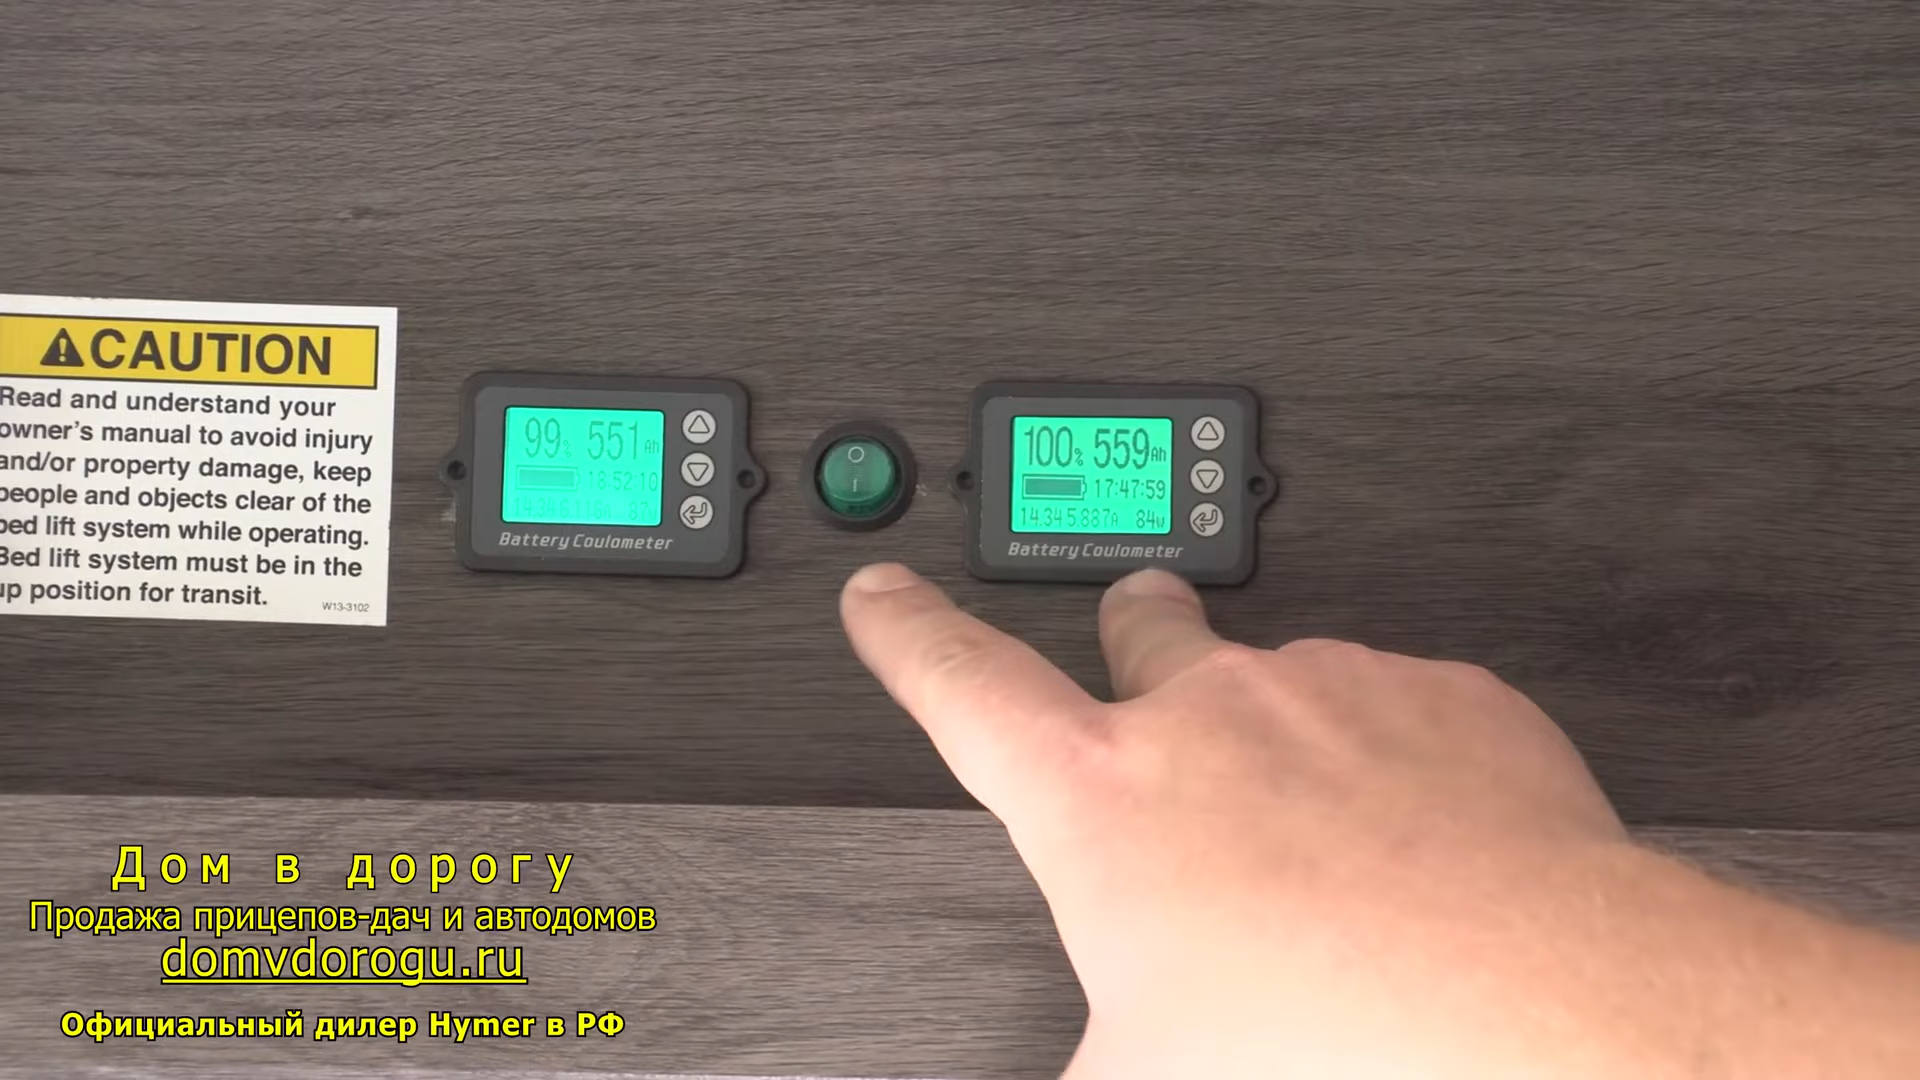 CAUTION
Read and understand your
owner's manual to avoid injury
and/or property damage, keep
people and objects clear of the
bed lift system while operating.
Bed lift system must be in the
up position for transit.
W13-3102
99% 551Ah
18:52:10
87w
Battery Coulometer
100% 559Ah
17:47:59
14.34 5.887A 84w
Battery Coulometer
Дом в дорогу
Продажа прицепов-дач и автодомов
domvdorogu.ru
Официальный дилер Hymer в РФ